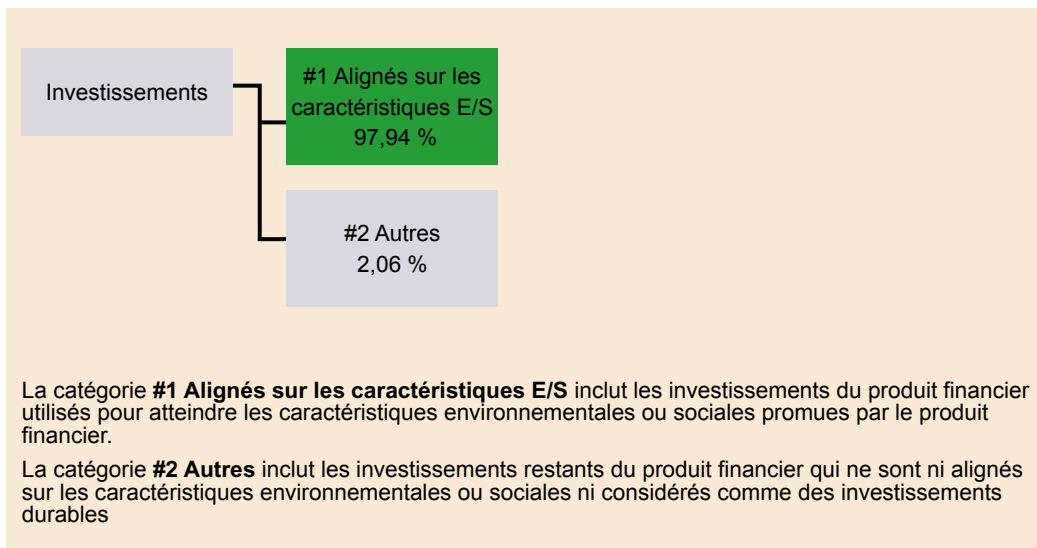 Investissements
#1 Alignés sur les
caractéristiques E/S
97,94 %
#2 Autres
2,06 %
La catégorie #1 Alignés sur les caractéristiques E/S inclut les investissements du produit financier
utilisés pour atteindre les caractéristiques environnementales ou sociales promues par le produit
financier.
La catégorie #2 Autres inclut les investissements restants du produit financier qui ne sont ni alignés
sur les caractéristiques environnementales ou sociales ni considérés comme des investissements
durables